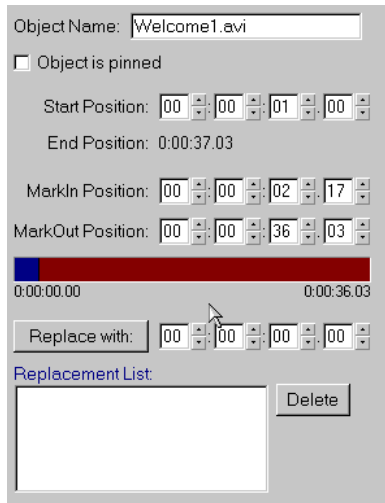 Object Name: Welcome1.avi
Object is pinned
Start Position: 00 : 00 : 01 . 00
End Position: 0:00:37.03
MarkIn Position: 00 : 00 : 02 . 17
MarkOut Position: 00 : 00 : 36 . 03
0:00:00.00 0:00:36.03
Replace with: 00 : 00 : 00 . 00
Replacement List:
Delete